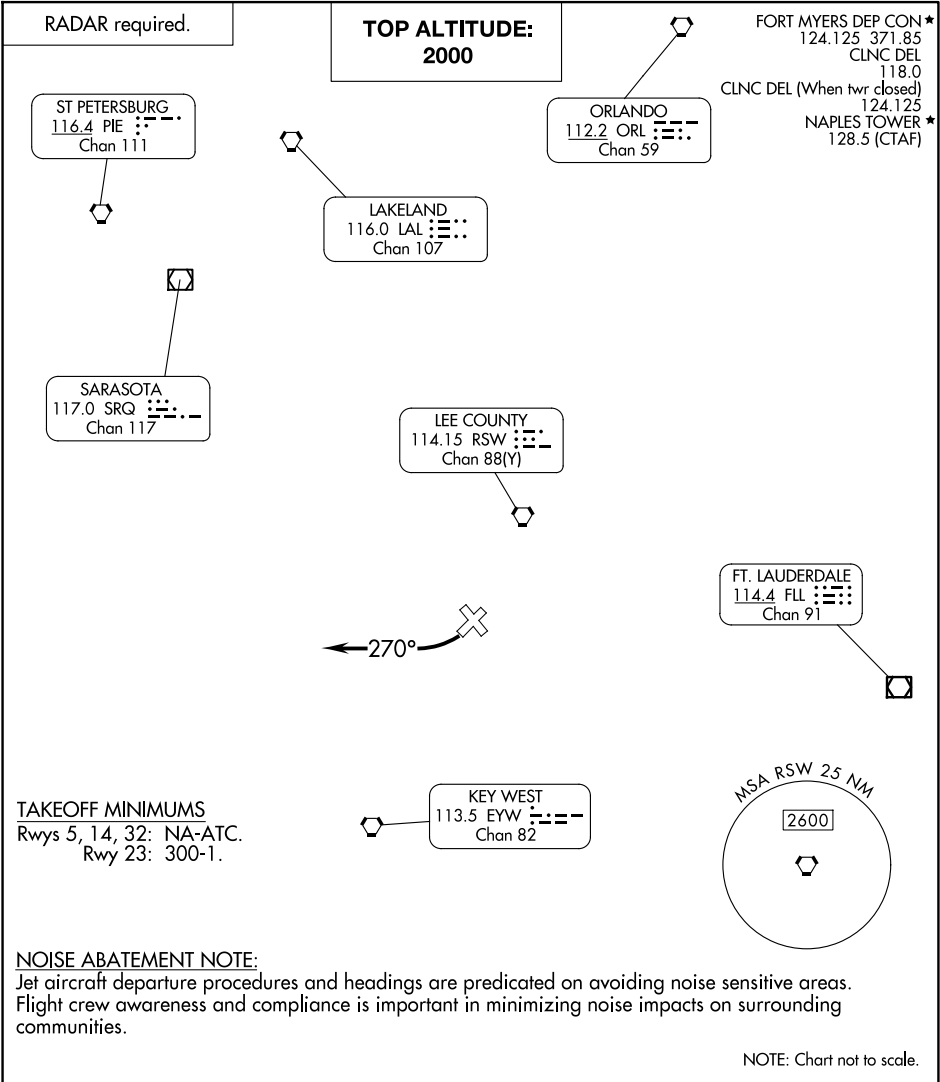 RADAR required.
TOP ALTITUDE:
2000
FORT MYERS DEP CON ★
124.125 371.85
CLNC DEL
118.0
CLNC DEL (When twr closed)
124.125
NAPLES TOWER ★
128.5 (CTAF)
ST PETERSBURG
116.4 PIE
Chan 111
ORLANDO
112.2 ORL
Chan 59
LAKELAND
116.0 LAL
Chan 107
SARASOTA
117.0 SRQ
Chan 117
LEE COUNTY
114.15 RSW
Chan 88(Y)
FT. LAUDERDALE
114.4 FLL
Chan 91
270°
KEY WEST
113.5 EYW
Chan 82
MSA RSW 25 NM
2600
TAKEOFF MINIMUMS
Rwys 5, 14, 32: NA-ATC.
Rwy 23: 300-1.
NOISE ABATEMENT NOTE:
Jet aircraft departure procedures and headings are predicated on avoiding noise sensitive areas.
Flight crew awareness and compliance is important in minimizing noise impacts on surrounding
communities.
NOTE: Chart not to scale.